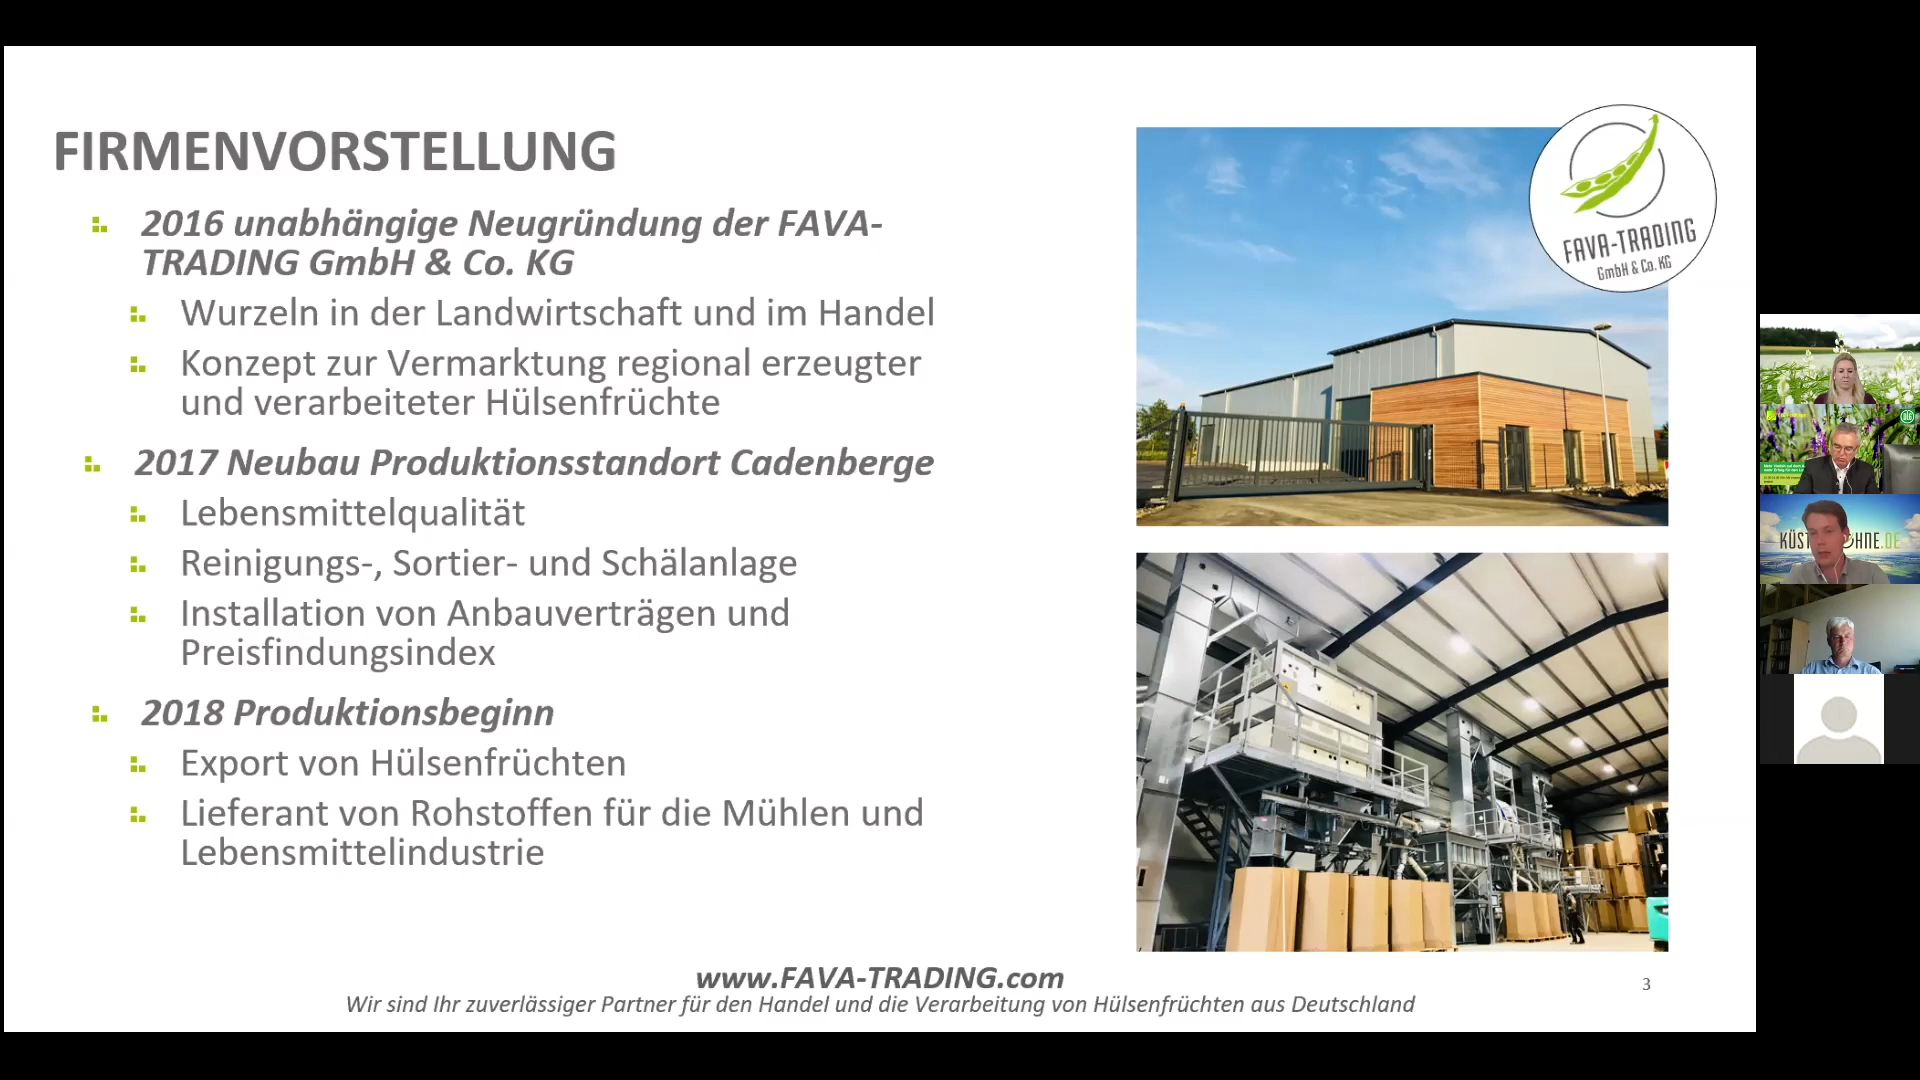 FIRMENVORSTELLUNG
2016 unabhängige Neugründung der FAVA-
TRADING GmbH & Co. KG
Wurzeln in der Landwirtschaft und im Handel
Konzept zur Vermarktung regional erzeugter
und verarbeiteter Hülsenfrüchte
2017 Neubau Produktionsstandort Cadenberge
Lebensmittelqualität
Reinigungs-, Sortier- und Schälanlage
Installation von Anbauverträgen und
Preisfindungsindex
2018 Produktionsbeginn
Export von Hülsenfrüchten
Lieferant von Rohstoffen für die Mühlen und
Lebensmittelindustrie
FAVA-TRADING
GmbH & Co. KG
www.FAVA-TRADING.com
Wir sind Ihr zuverlässiger Partner für den Handel und die Verarbeitung von Hülsenfrüchten aus Deutschland
3